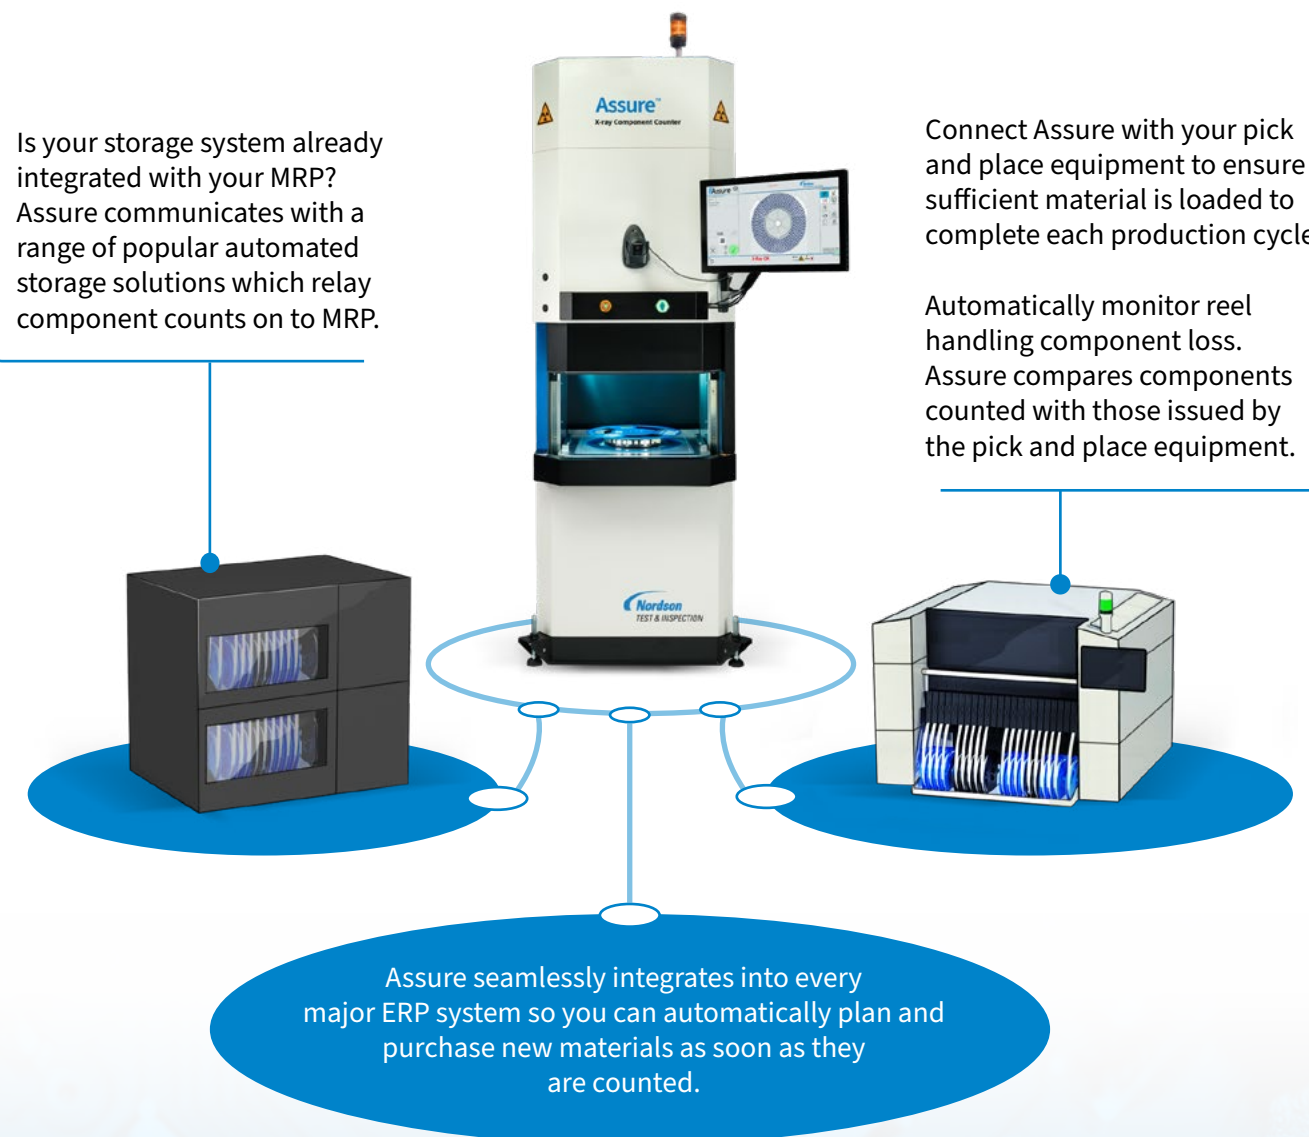 Assure™
X-ray Component Counter
Is your storage system already
integrated with your MRP?
Assure communicates with a
range of popular automated
storage solutions which relay
component counts on to MRP.
Connect Assure with your pick
and place equipment to ensure
sufficient material is loaded to
complete each production cycle
Automatically monitor reel
handling component loss.
Assure compares components
counted with those issued by
the pick and place equipment.
Assure
Nordson
TEST & INSPECTION
Assure seamlessly integrates into every
major ERP system so you can automatically plan and
purchase new materials as soon as they
are counted.